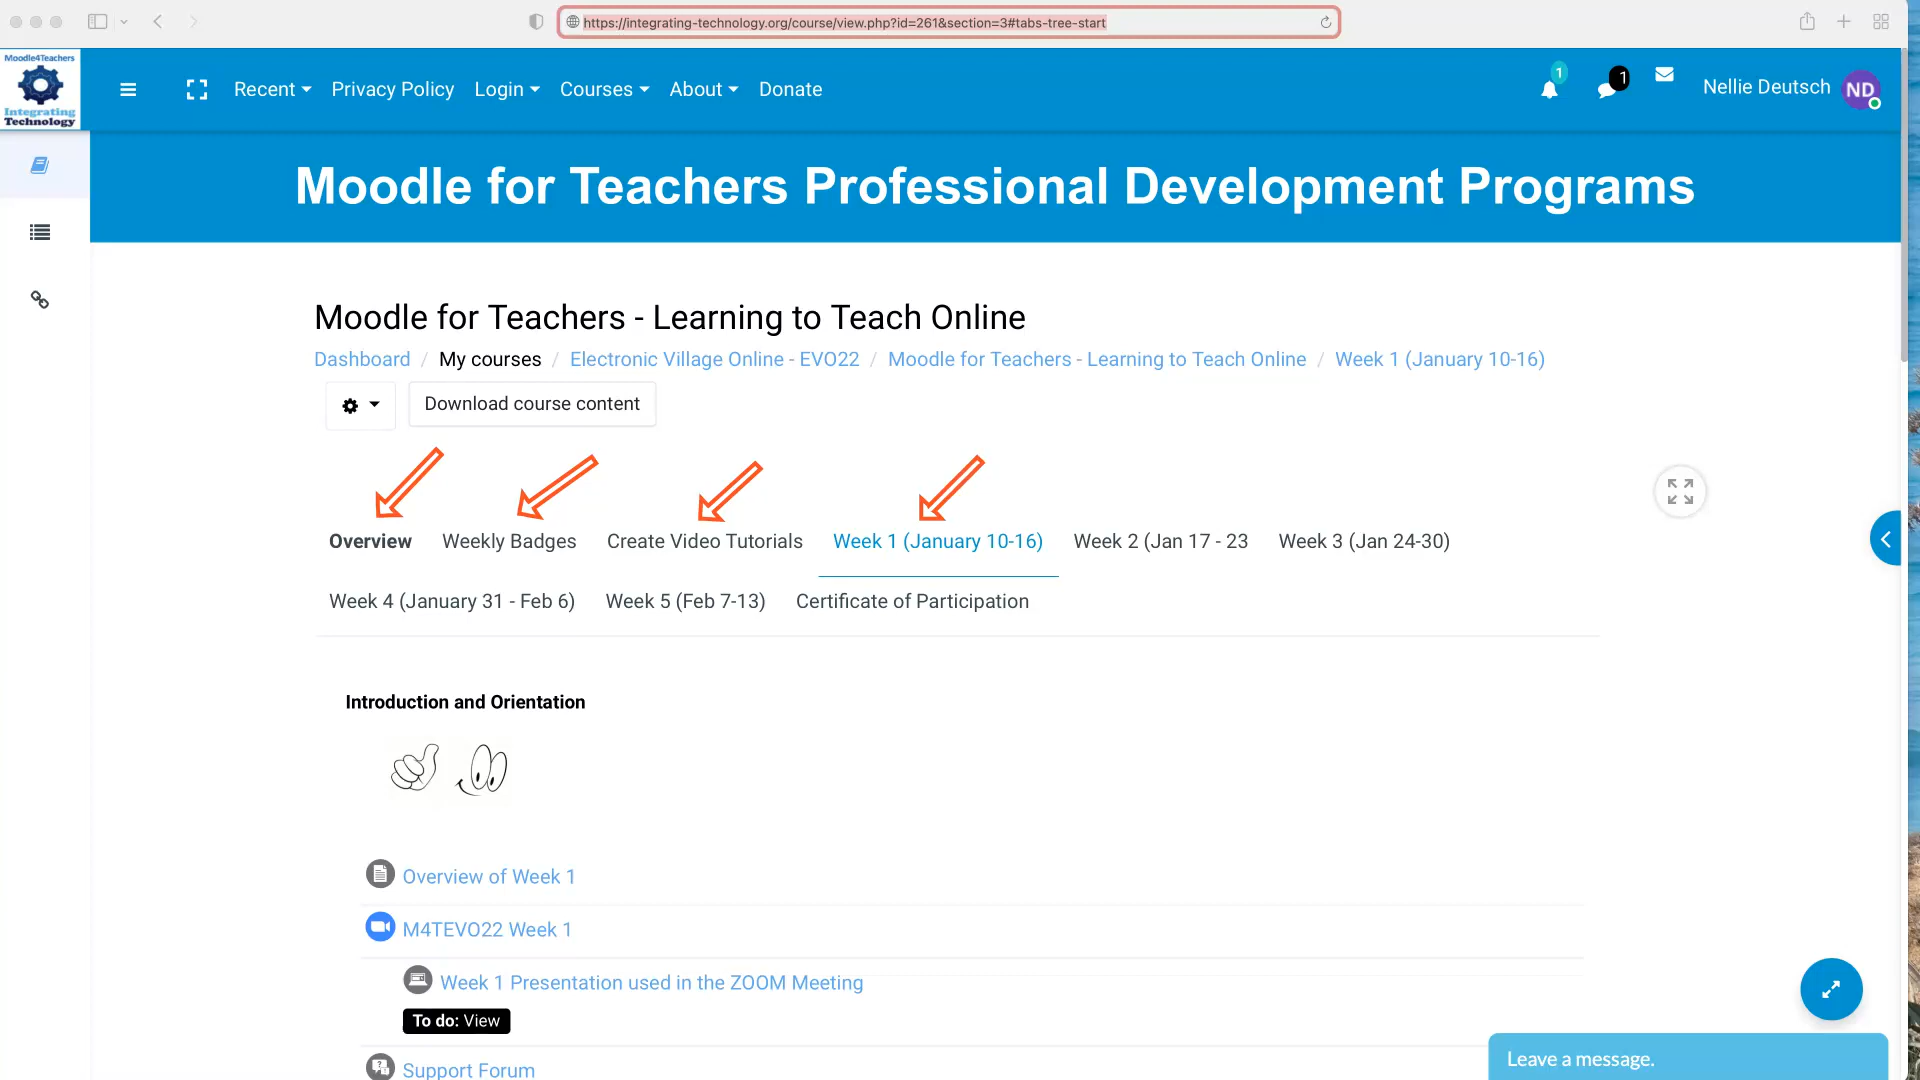 https://integrating-technology.org/course/view.php?id=261&section=3#tabs-tree-start
Moodle4Teachers
Integrating
Technology
Recent Privacy Policy Login Courses About Donate
1
1
Nellie Deutsch ND
Moodle for Teachers Professional Development Programs
Moodle for Teachers - Learning to Teach Online
Dashboard / My courses / Electronic Village Online - EVO22 / Moodle for Teachers - Learning to Teach Online / Week 1 (January 10-16)
Download course content
Overview Weekly Badges Create Video Tutorials Week 1 (January 10-16) Week 2 (Jan 17 - 23 Week 3 (Jan 24-30)
Week 4 (January 31 - Feb 6) Week 5 (Feb 7-13) Certificate of Participation
Introduction and Orientation
Overview of Week 1
M4TEVO22 Week 1
Week 1 Presentation used in the ZOOM Meeting
To do: View
Support Forum
Leave a message.